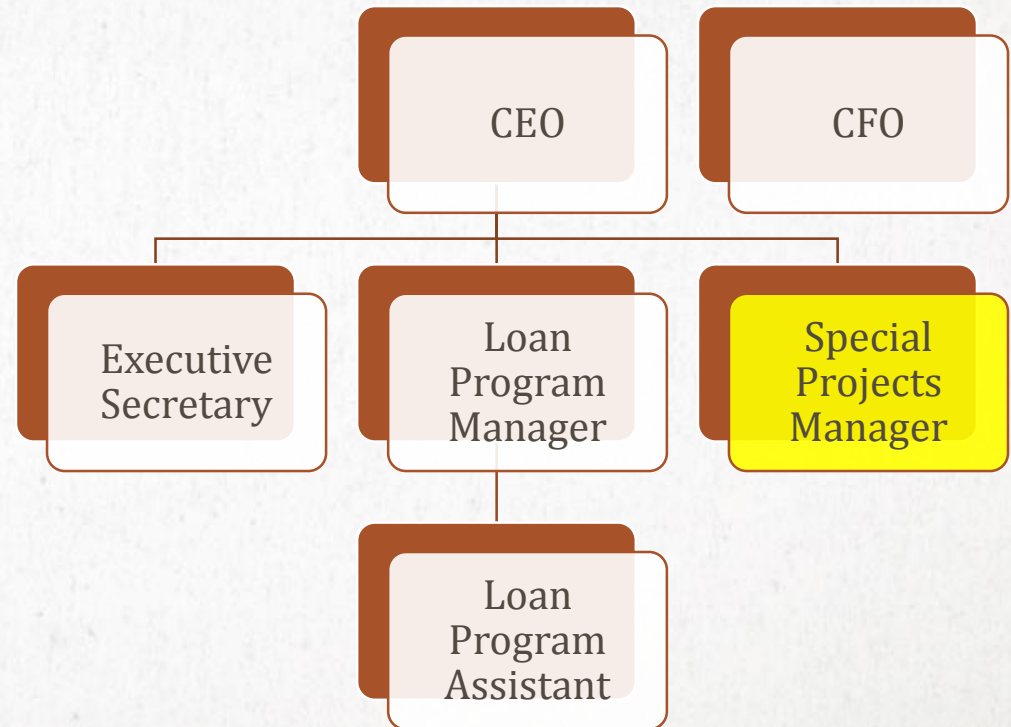 CEO
CFO
Executive
Secretary
Loan
Program
Manager
Special
Projects
Manager
Loan
Program
Assistant